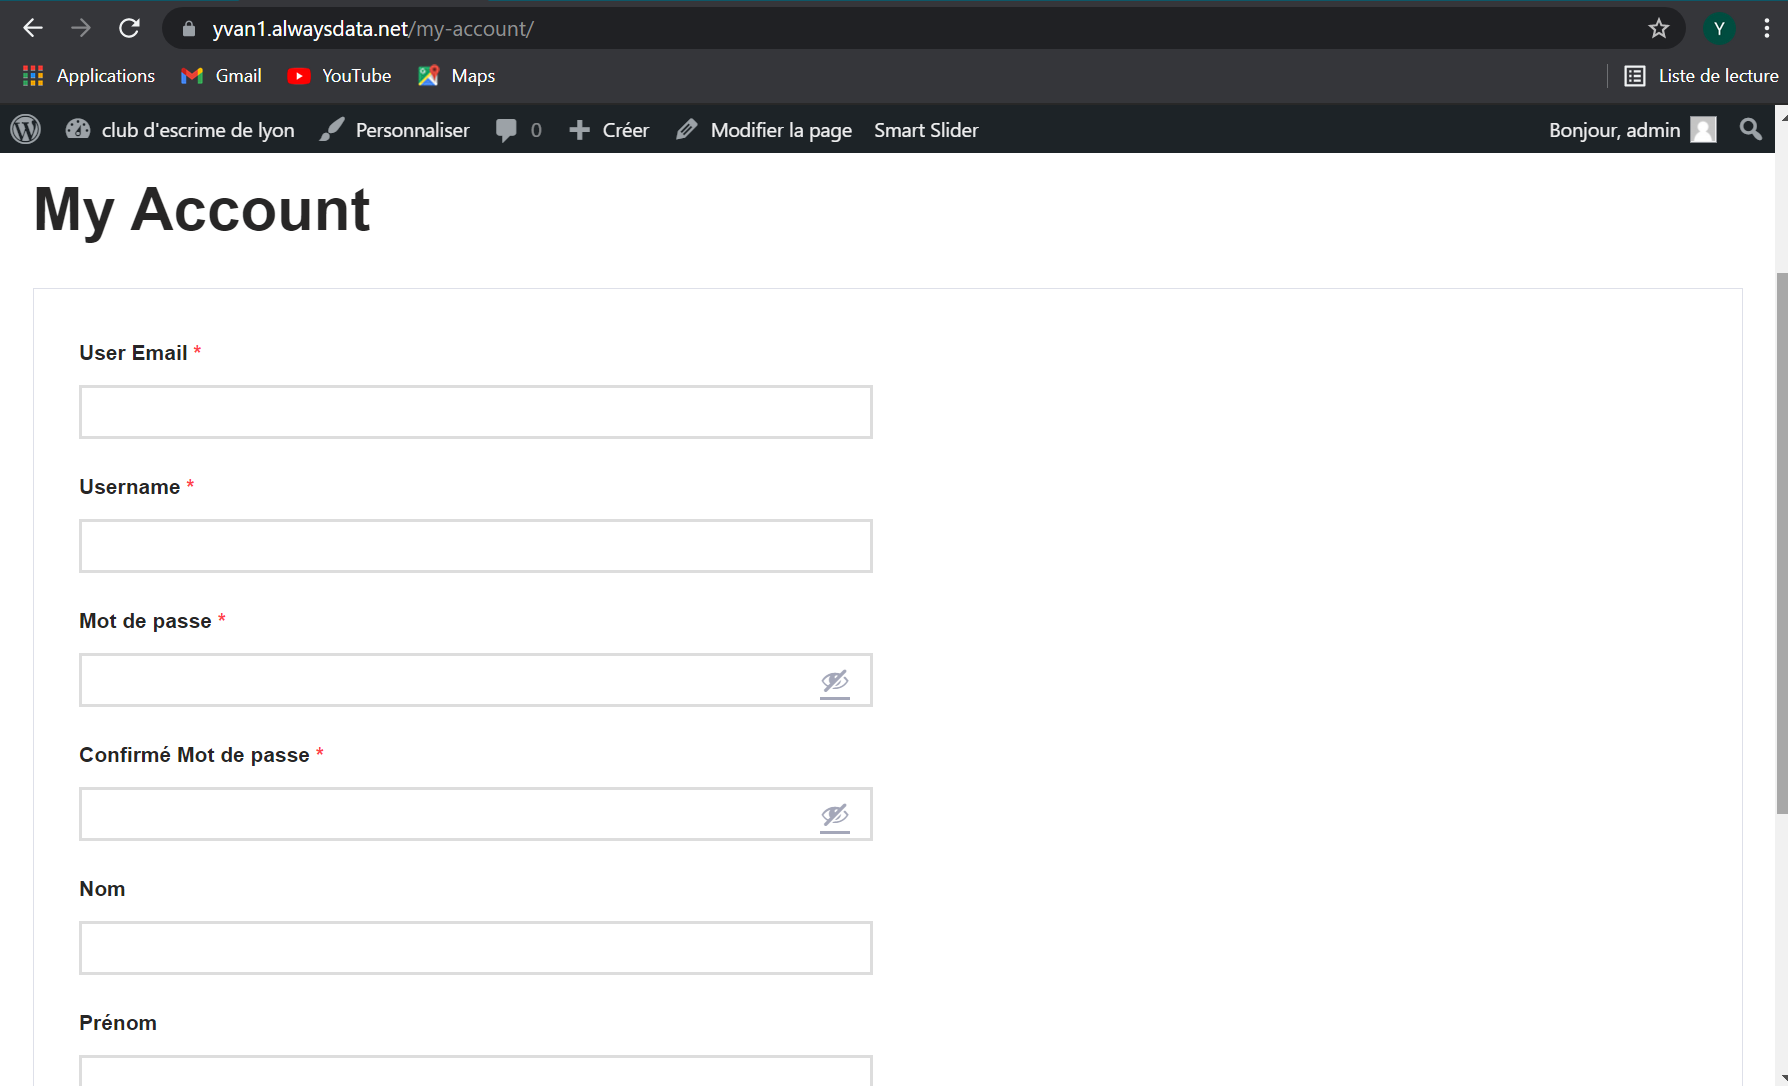 yvan1.alwaysdata.net/my-account/
Y
Applications Gmail YouTube Maps Liste de lecture
club d'escrime de lyon Personnaliser 0 Créer Modifier la page Smart Slider Bonjour, admin
My Account
User Email *
Username *
Mot de passe *
Confirmé Mot de passe *
Nom
Prénom